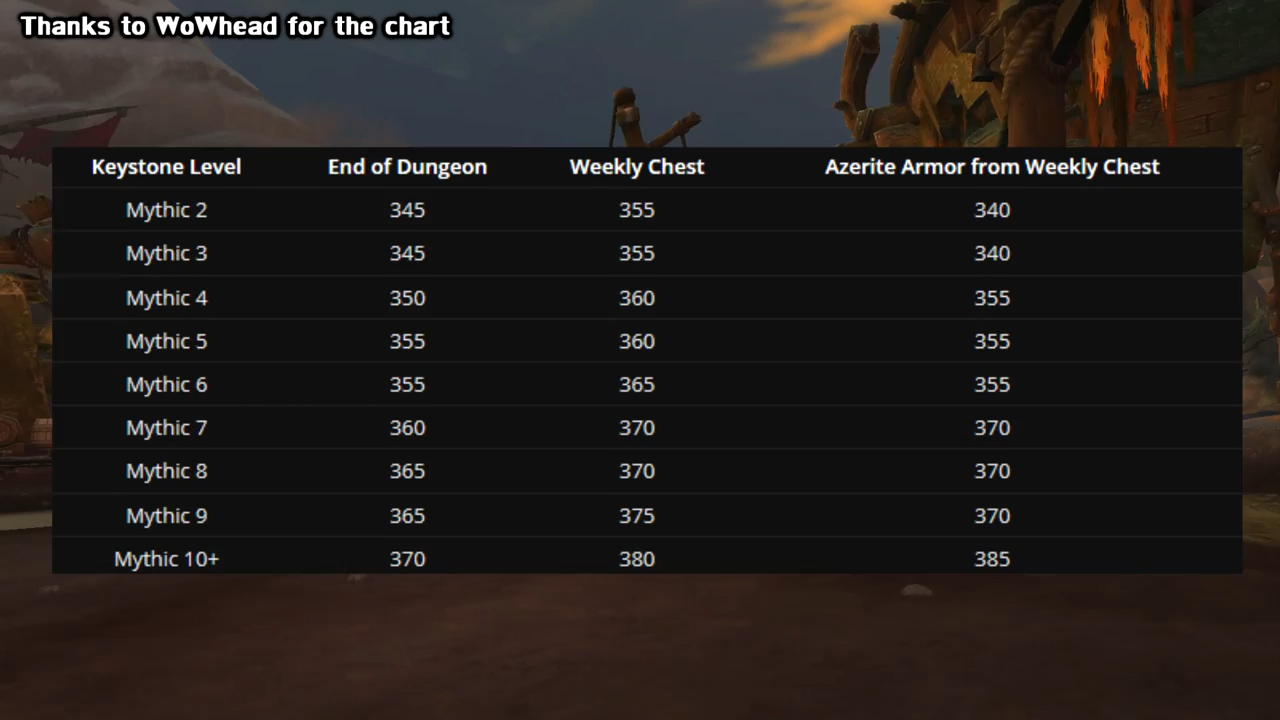 Thanks to WoWhead for the chart
Keystone Level End of Dungeon Weekly Chest Azerite Armor from Weekly Chest
Mythic 2 345 355 340
Mythic 3 345 355 340
Mythic 4 350 360 355
Mythic 5 355 360 355
Mythic 6 355 365 355
Mythic 7 360 370 370
Mythic 8 365 370 370
Mythic 9 365 375 370
Mythic 10+ 370 380 385